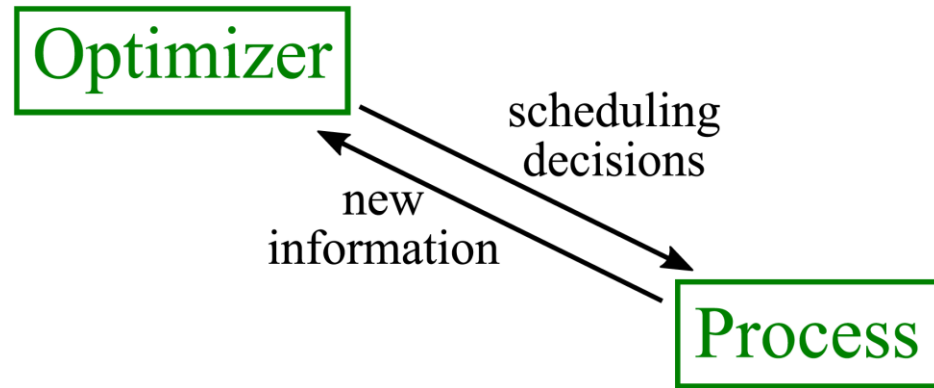 Optimizer
scheduling
decisions
new
information
Process